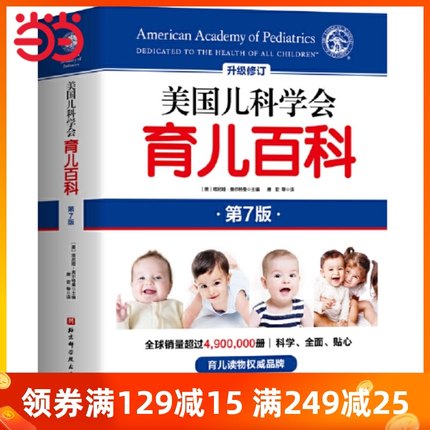 American Academy of Pediatrics
DEDICATED TO THE HEALTH OF ALL CHILDREN
升级修订
美国儿科学会
育儿百科
·第7版·
全球销量超过4,900,000册｜科学、全面、贴心
育儿读物权威品牌
American Academy
of Pediatrics
美国儿科学会
育儿百科
第7版
领券满129减15 满249减25